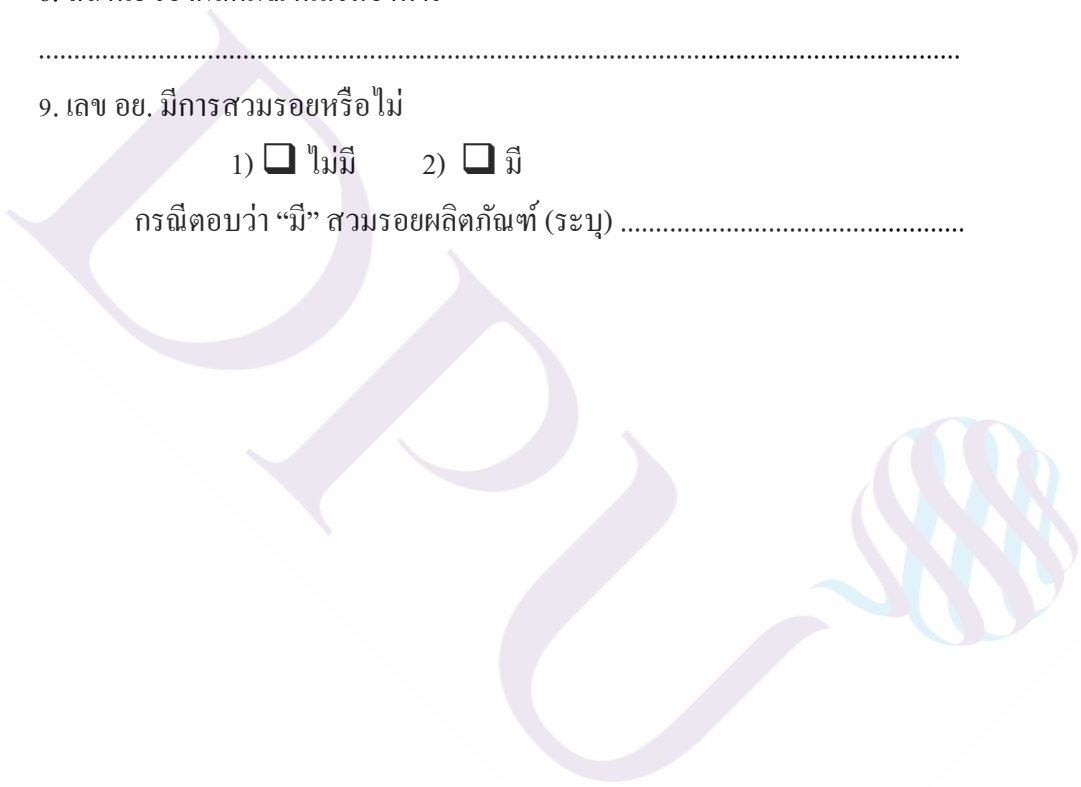 ................................................................................................................................
9. เลข อย. มีการสวมรอยหรือไม่
1) ❑ ไม่มี 2) ❑ มี
กรณีตอบว่า “มี” สวมรอยผลิตภัณฑ์ (ระบุ) .................................................
DPU